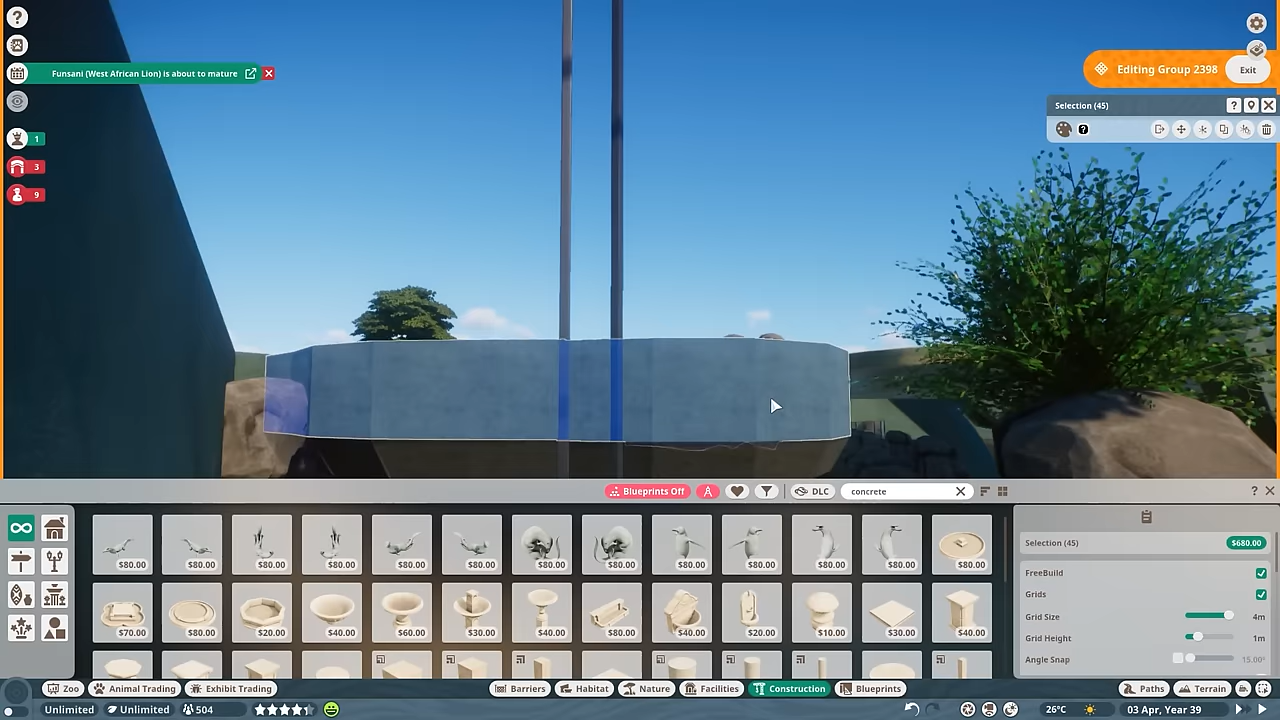 Funsani (West African Lion) is about to mature
Editing Group 2398
Exit
Selection (45)
?
?
?
1
3
9
Blueprints Off
DLC
concrete
?
$80.00 $80.00 $80.00 $80.00 $80.00 $80.00 $80.00 $80.00 $80.00 $80.00 $80.00 $80.00 $80.00
$70.00 $80.00 $20.00 $40.00 $60.00 $30.00 $40.00 $80.00 $40.00 $20.00 $10.00 $30.00 $40.00
Selection (45)
$680.00
FreeBuild
Grids
Grid Size
4m
Grid Height
1m
Angle Snap
15.00°
Zoo
Animal Trading
Exhibit Trading
Barriers
Habitat
Nature
Facilities
Construction
Blueprints
Paths
Terrain
Unlimited
Unlimited
504
26°C
03 Apr, Year 39